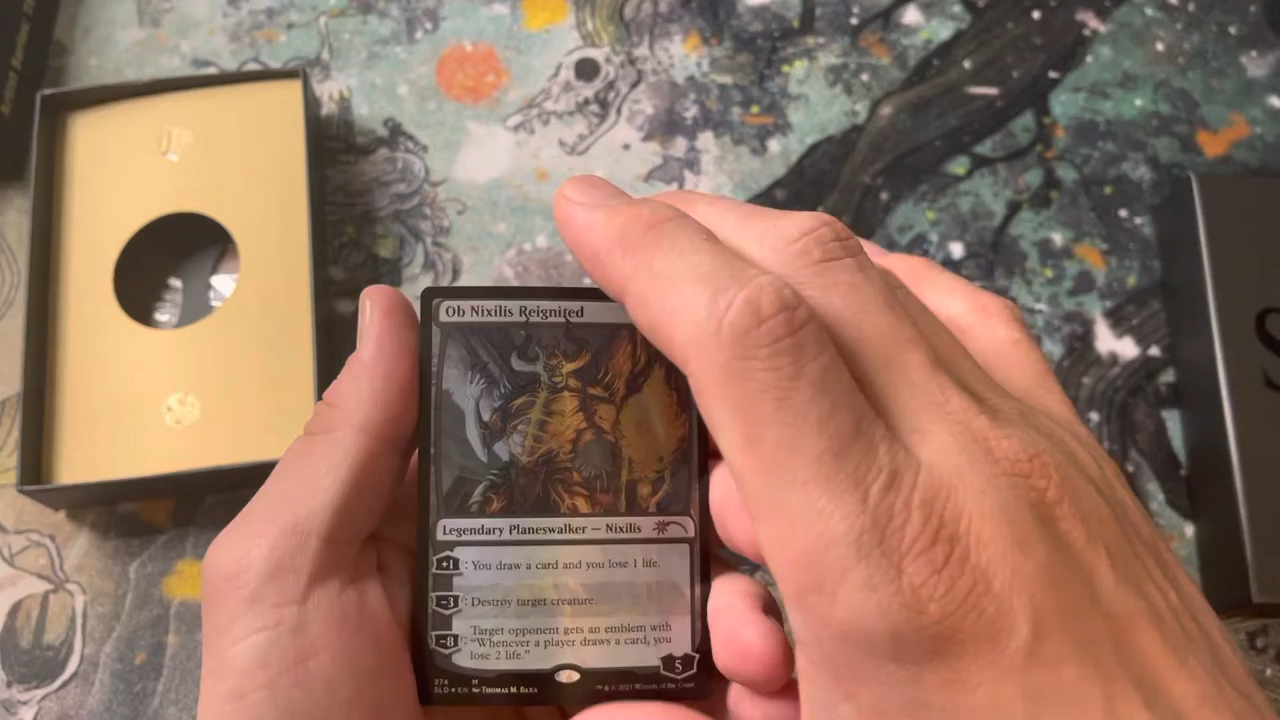 Ob Nixilis Reignited
Legendary Planeswalker — Nixilis
+1: You draw a card and you lose 1 life.
−3: Destroy target creature.
Target opponent gets an emblem with
−8: "Whenever a player draws a card, you
lose 2 life."
5
274 M
SLD ★ EN THOMAS M. BAXA
™ & © 2021 Wizards of the Coast